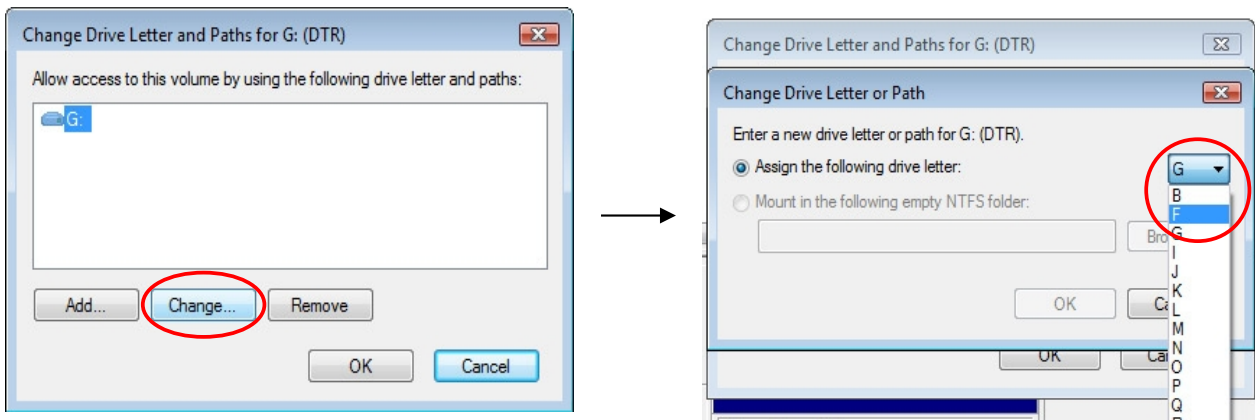 Change Drive Letter and Paths for G: (DTR)
Allow access to this volume by using the following drive letter and paths:
G:
Add... Change... Remove
OK Cancel
Change Drive Letter and Paths for G: (DTR)
Change Drive Letter or Path
Enter a new drive letter or path for G: (DTR).
Assign the following drive letter: G
Mount in the following empty NTFS folder:
B
F
G
I
J
K
L
M
N
O
P
Q
Bro
OK Ca
OK Ca